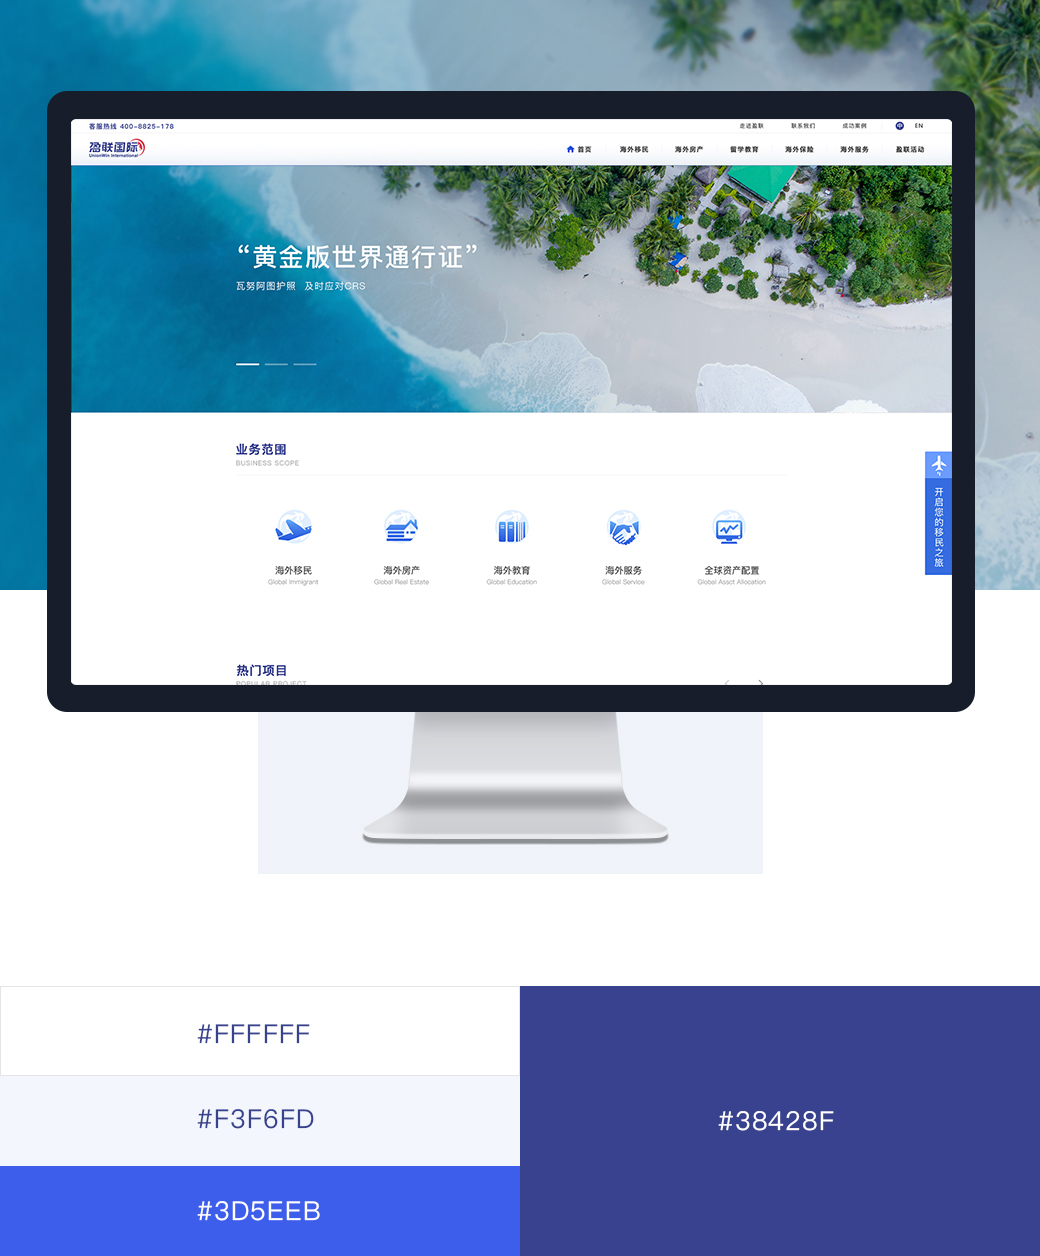 客服热线 400-8825-178
走进盈联 联系我们 成功案例 中 EN
盈联国际
UnionWin International
首页 海外移民 海外房产 留学教育 海外保险 海外服务 盈联活动
“黄金版世界通行证”
瓦努阿图护照 及时应对CRS
业务范围
BUSINESS SCOPE
开启您的移民之旅
海外移民 海外房产 海外教育 海外服务 全球资产配置
Global Immigrant Global Real Estate Global Education Global Service Global Assct Allocation
热门项目
POPULAR PROJECT
#FFFFFF
#F3F6FD
#38428F
#3D5EEB